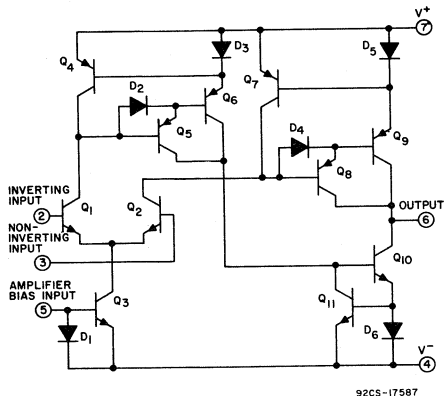 V+
7
D3
D5
Q4
Q7
D2
Q6
Q5
D4
Q9
Q8
INVERTING
INPUT
2
Q1
Q2
OUTPUT
6
NON-
INVERTING
INPUT
3
Q10
AMPLIFIER
BIAS INPUT
5
Q3
Q11
D1
D6
V−
4
92CS-17587